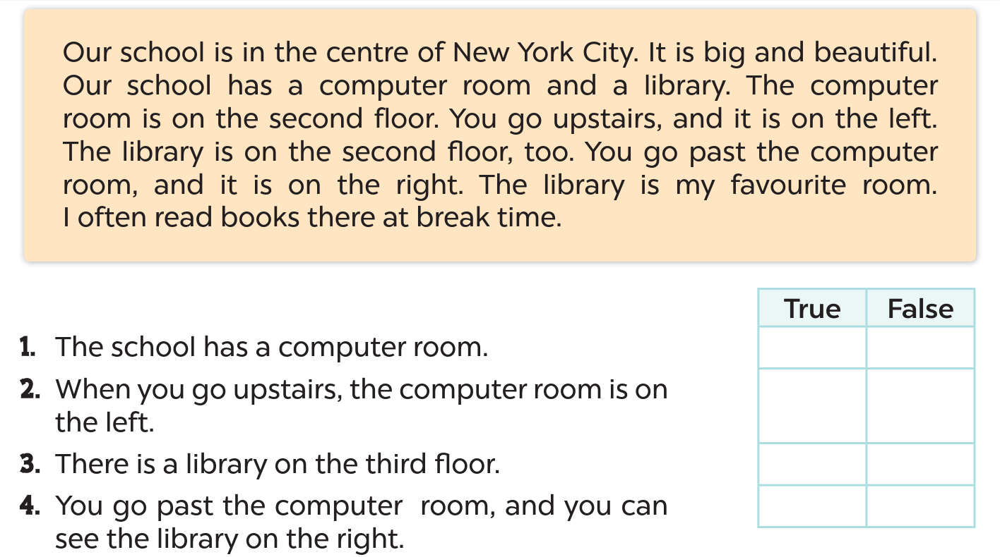 Our school is in the centre of New York City. It is big and beautiful.
Our school has a computer room and a library. The computer
room is on the second floor. You go upstairs, and it is on the left.
The library is on the second floor, too. You go past the computer
room, and it is on the right. The library is my favourite room.
I often read books there at break time.
True False
1. The school has a computer room.
2. When you go upstairs, the computer room is on
the left.
3. There is a library on the third floor.
4. You go past the computer room, and you can
see the library on the right.